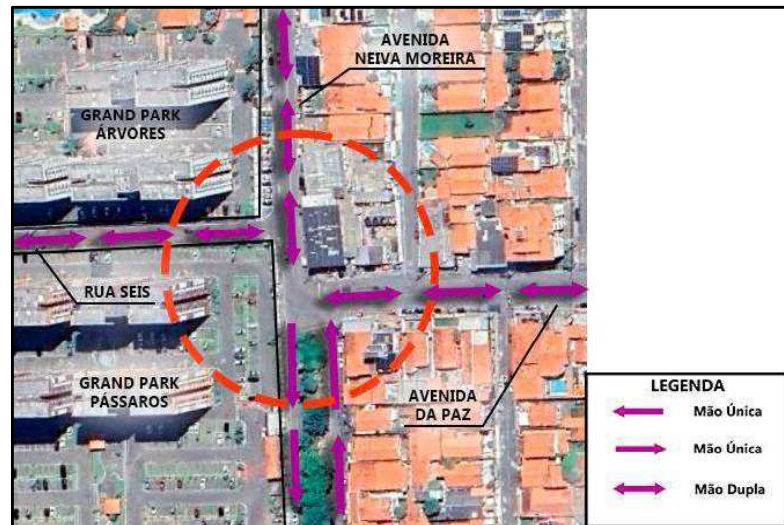 AVENIDA
NEIVA MOREIRA
GRAND PARK
ÁRVORES
RUA SEIS
GRAND PARK
PÁSSAROS
AVENIDA
DA PAZ
LEGENDA
Mão Única
Mão Única
Mão Dupla